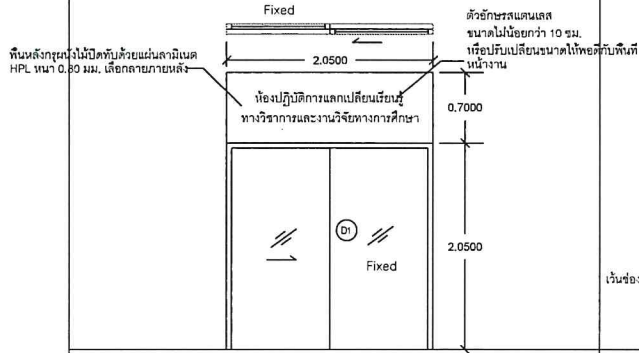 Fixed
ตัวอักษรสแตนเลส
ขนาดไม่น้อยกว่า 10 ซม.
หรือปรับเปลี่ยนขนาดให้พอดีกับพื้นที่
หน้างาน
พื้นหลังกรุผนังไม้ปิดทับด้วยแผ่นลามิเนต
HPL หนา 0.80 มม. เลือกลายภายหลัง
2.0500
ห้องปฏิบัติการแลกเปลี่ยนเรียนรู้
ทางวิชาการและงานวิจัยทางการศึกษา
0.7000
D1
2.0500
Fixed
เว้นช่อง